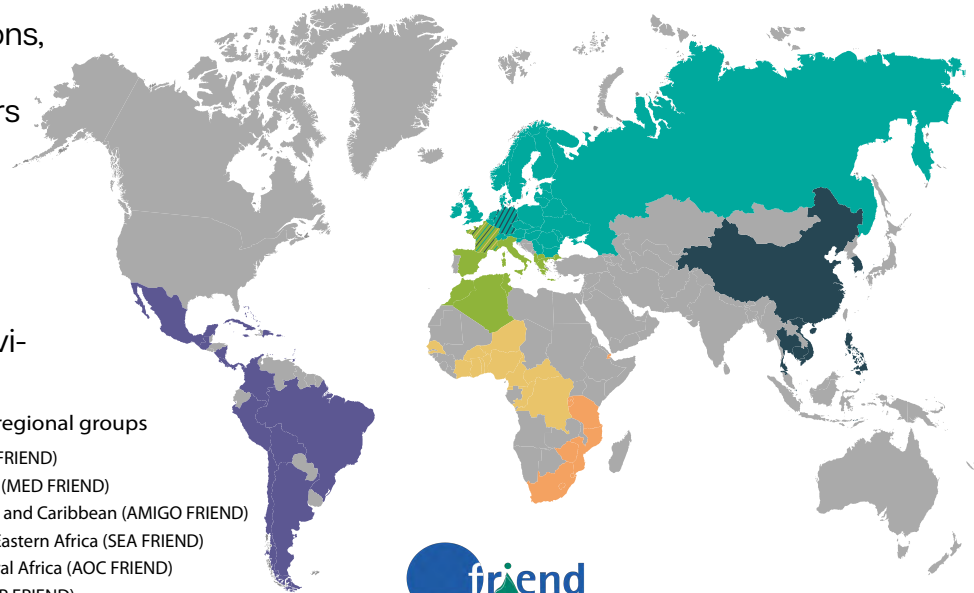 ons,
rs
vi-
regional groups
FRIEND)
(MED FRIEND)
and Caribbean (AMIGO FRIEND)
Eastern Africa (SEA FRIEND)
al Africa (AOC FRIEND)
friend